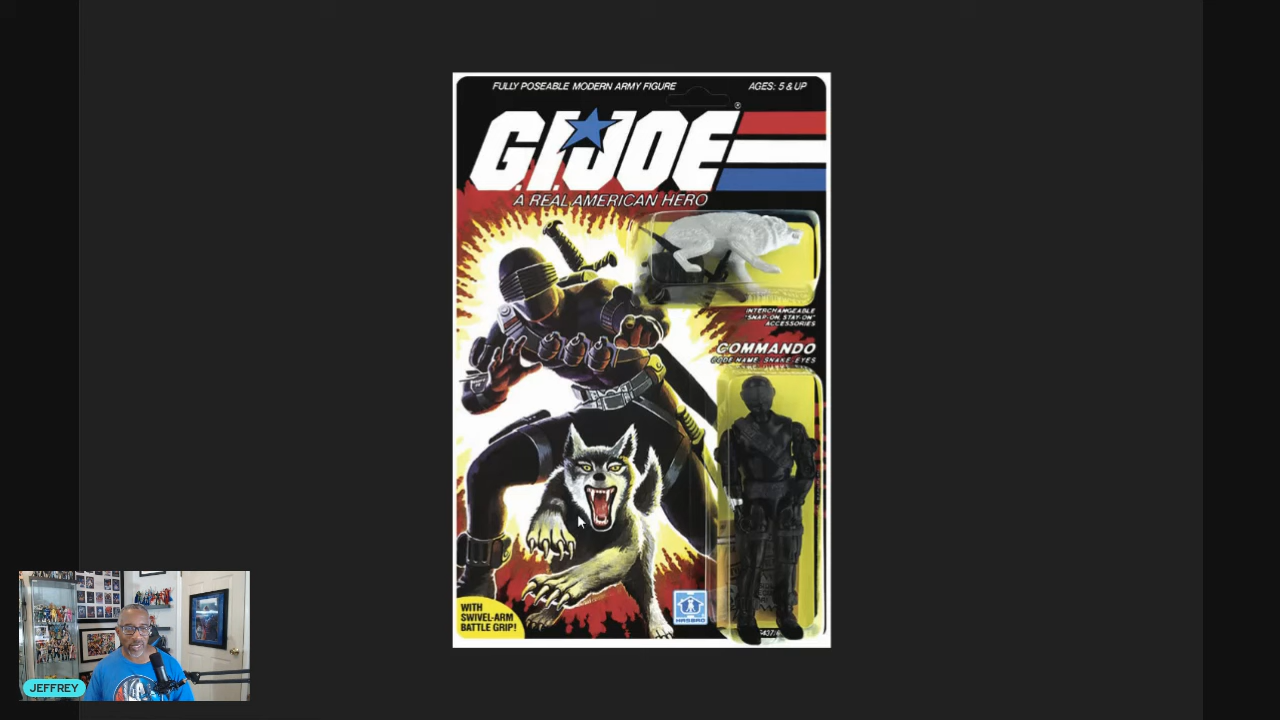 FULLY POSEABLE MODERN ARMY FIGURE
AGES: 5 & UP
G.I.JOE
®
A REAL AMERICAN HERO
INTERCHANGEABLE
"SNAP-ON, STAY-ON"
ACCESSORIES
COMMANDO
CODE NAME: SNAKE-EYES
WITH
SWIVEL-ARM
BATTLE GRIP!
HASBRO
JEFFREY